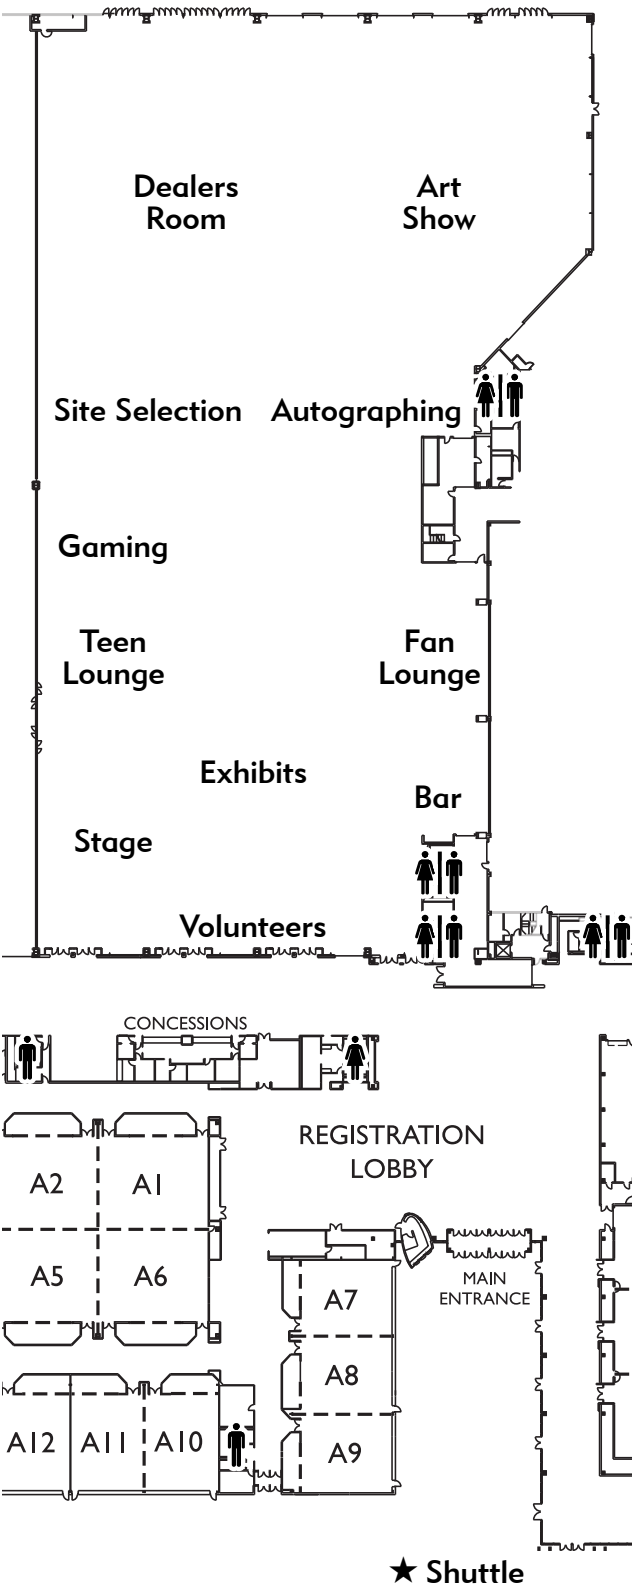 Dealers
Room
Art
Show
Site Selection
Autographing
Gaming
Teen
Lounge
Fan
Lounge
Exhibits
Bar
Stage
Volunteers
CONCESSIONS
REGISTRATION
LOBBY
A2
A1
A5
A6
MAIN
ENTRANCE
A7
A8
A9
A12
A11
A10
★ Shuttle